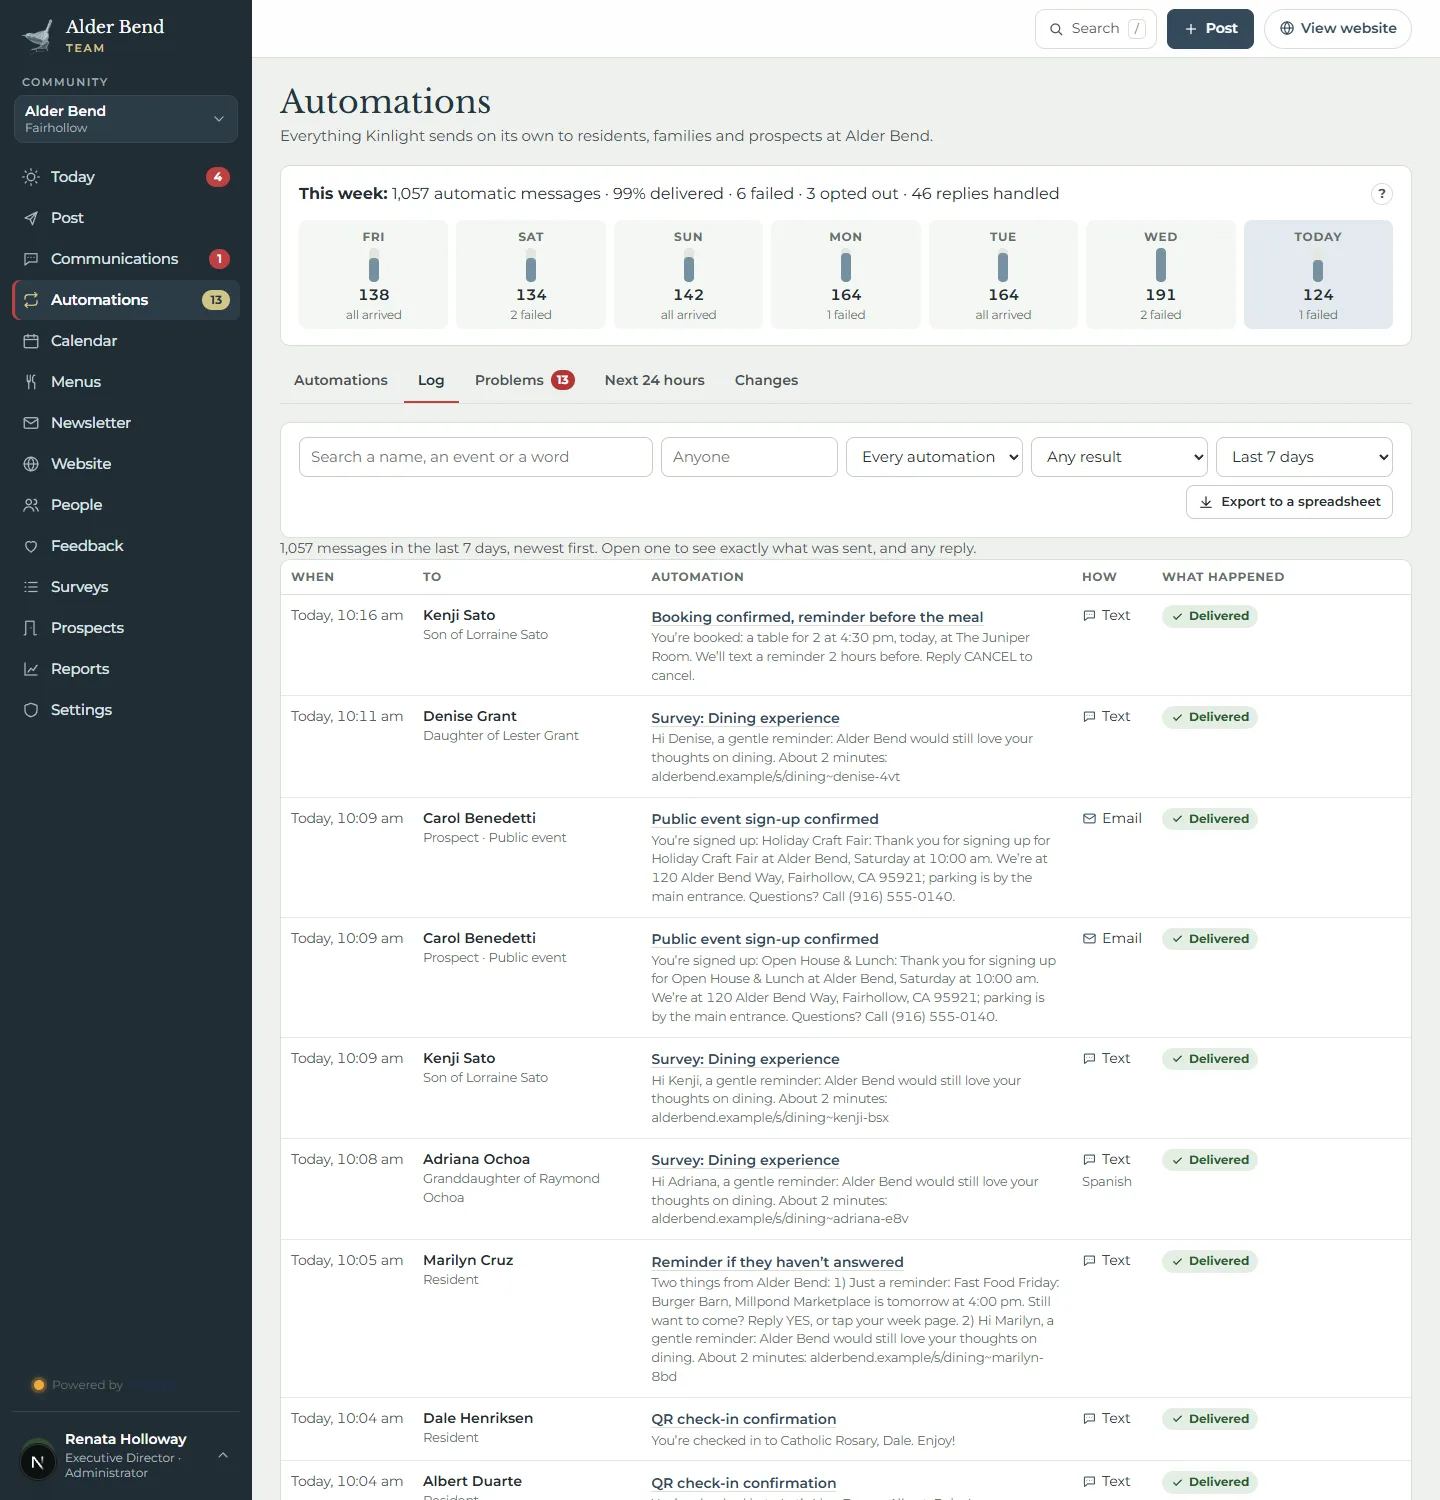 Alder Bend
TEAM
COMMUNITY
Alder Bend
Fairhollow
Today 4
Post
Communications 1
Automations 13
Calendar
Menus
Newsletter
Website
People
Feedback
Surveys
Prospects
Reports
Settings
Powered by
Renata Holloway
Executive Director ·
Administrator
N
Search /
+ Post
View website
Automations
Everything Kinlight sends on its own to residents, families and prospects at Alder Bend.
This week: 1,057 automatic messages · 99% delivered · 6 failed · 3 opted out · 46 replies handled
?
FRI SAT SUN MON TUE WED TODAY
138 134 142 164 164 191 124
all arrived 2 failed all arrived 1 failed all arrived 2 failed 1 failed
Automations Log Problems 13 Next 24 hours Changes
Search a name, an event or a word Anyone Every automation Any result Last 7 days
Export to a spreadsheet
1,057 messages in the last 7 days, newest first. Open one to see exactly what was sent, and any reply.
WHEN TO AUTOMATION HOW WHAT HAPPENED
Today, 10:16 am Kenji Sato Booking confirmed, reminder before the meal Text Delivered
Son of Lorraine Sato
You're booked: a table for 2 at 4:30 pm, today, at The Juniper
Room. We'll text a reminder 2 hours before. Reply CANCEL to
cancel.
Today, 10:11 am Denise Grant Survey: Dining experience Text Delivered
Daughter of Lester Grant
Hi Denise, a gentle reminder: Alder Bend would still love your
thoughts on dining. About 2 minutes:
alderbend.example/s/dining~denise-4vt
Today, 10:09 am Carol Benedetti Public event sign-up confirmed Email Delivered
Prospect · Public event
You're signed up: Holiday Craft Fair: Thank you for signing up for
Holiday Craft Fair at Alder Bend, Saturday at 10:00 am. We're at
120 Alder Bend Way, Fairhollow, CA 95921; parking is by the
main entrance. Questions? Call (916) 555-0140.
Today, 10:09 am Carol Benedetti Public event sign-up confirmed Email Delivered
Prospect · Public event
You're signed up: Open House & Lunch: Thank you for signing up
for Open House & Lunch at Alder Bend, Saturday at 10:00 am.
We're at 120 Alder Bend Way, Fairhollow, CA 95921; parking is
by the main entrance. Questions? Call (916) 555-0140.
Today, 10:09 am Kenji Sato Survey: Dining experience Text Delivered
Son of Lorraine Sato
Hi Kenji, a gentle reminder: Alder Bend would still love your
thoughts on dining. About 2 minutes:
alderbend.example/s/dining~kenji-bsx
Today, 10:08 am Adriana Ochoa Survey: Dining experience Text Delivered
Granddaughter of Raymond
Ochoa
Spanish
Hi Adriana, a gentle reminder: Alder Bend would still love your
thoughts on dining. About 2 minutes:
alderbend.example/s/dining~adriana-e8v
Today, 10:05 am Marilyn Cruz Reminder if they haven't answered Text Delivered
Resident
Two things from Alder Bend: 1) Just a reminder: Fast Food Friday:
Burger Barn, Millpond Marketplace is tomorrow at 4:00 pm. Still
want to come? Reply YES, or tap your week page. 2) Hi Marilyn, a
gentle reminder: Alder Bend would still love your thoughts on
dining. About 2 minutes: alderbend.example/s/dining~marilyn-
8bd
Today, 10:04 am Dale Henriksen QR check-in confirmation Text Delivered
Resident
You're checked in to Catholic Rosary, Dale. Enjoy!
Today, 10:04 am Albert Duarte QR check-in confirmation Text Delivered